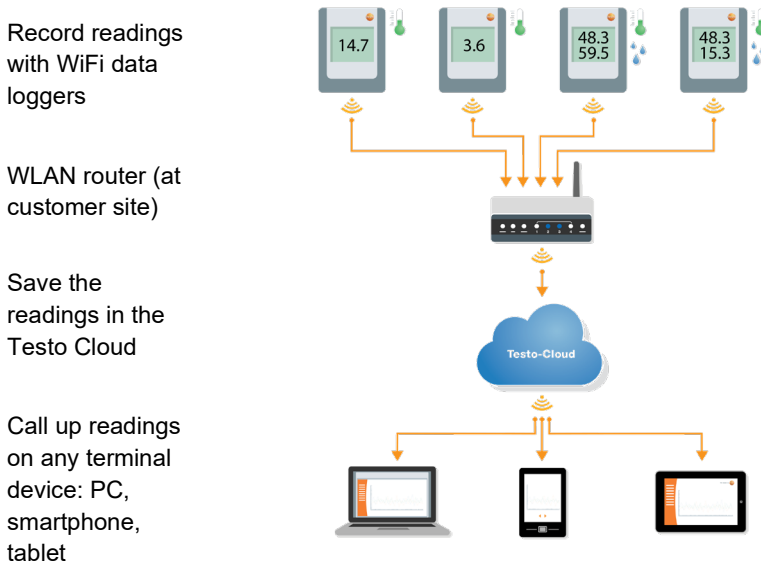 Record readings
with WiFi data
loggers
14.7
3.6
48.3
59.5
48.3
15.3
WLAN router (at
customer site)
Save the
readings in the
Testo Cloud
Testo-Cloud
Call up readings
on any terminal
device: PC,
smartphone,
tablet